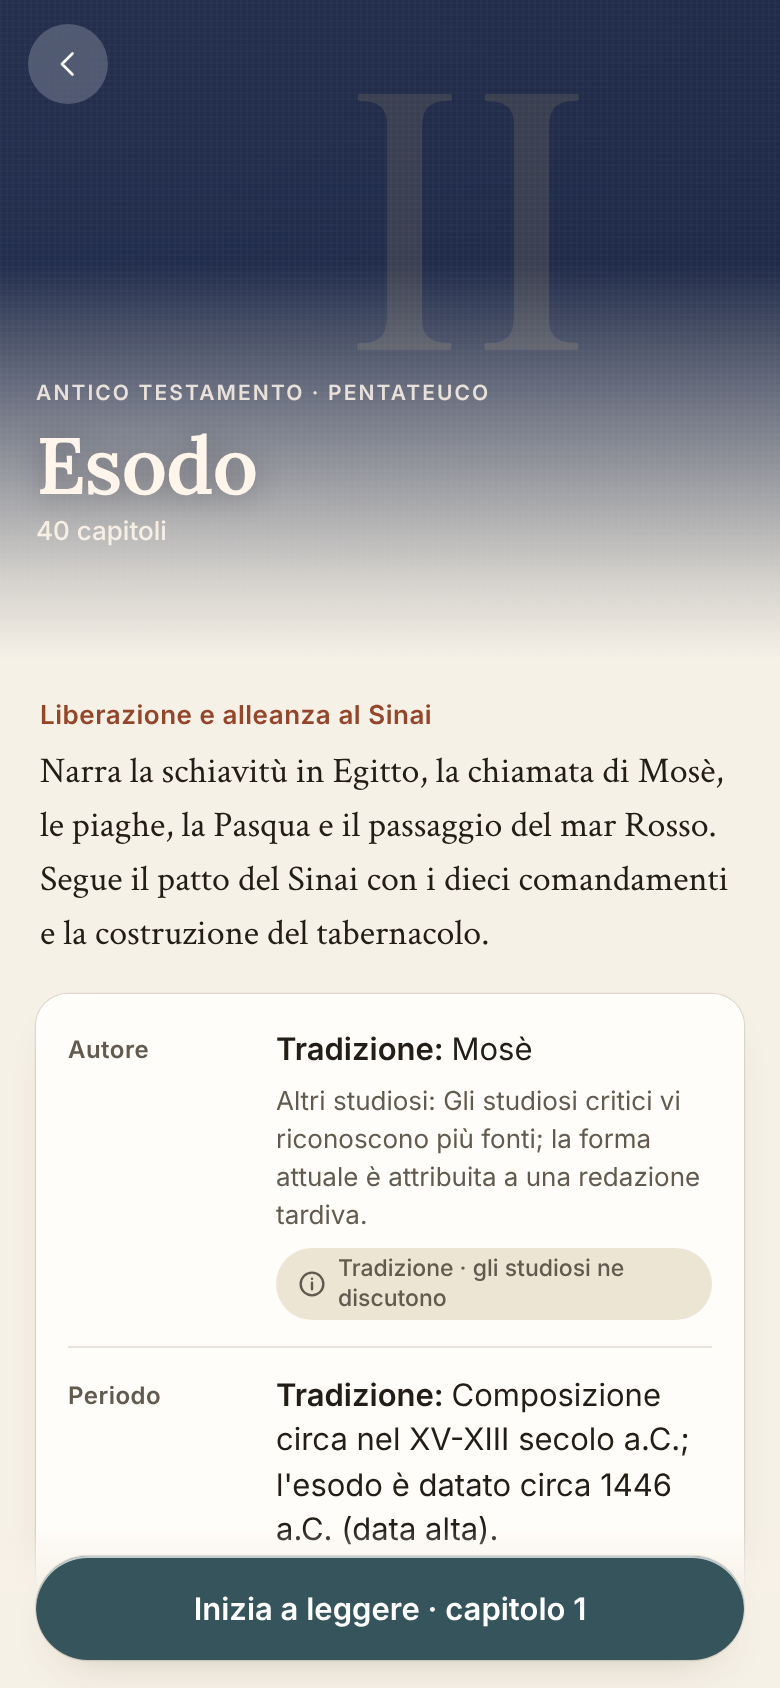 II
ANTICO TESTAMENTO · PENTATEUCO
Esodo
40 capitoli
Liberazione e alleanza al Sinai
Narra la schiavitù in Egitto, la chiamata di Mosè,
le piaghe, la Pasqua e il passaggio del mar Rosso.
Segue il patto del Sinai con i dieci comandamenti
e la costruzione del tabernacolo.
Autore
Tradizione: Mosè
Altri studiosi: Gli studiosi critici vi
riconoscono più fonti; la forma
attuale è attribuita a una redazione
tardiva.
Tradizione · gli studiosi ne
discutono
Periodo
Tradizione: Composizione
circa nel XV-XIII secolo a.C.;
l'esodo è datato circa 1446
a.C. (data alta).
Inizia a leggere · capitolo 1